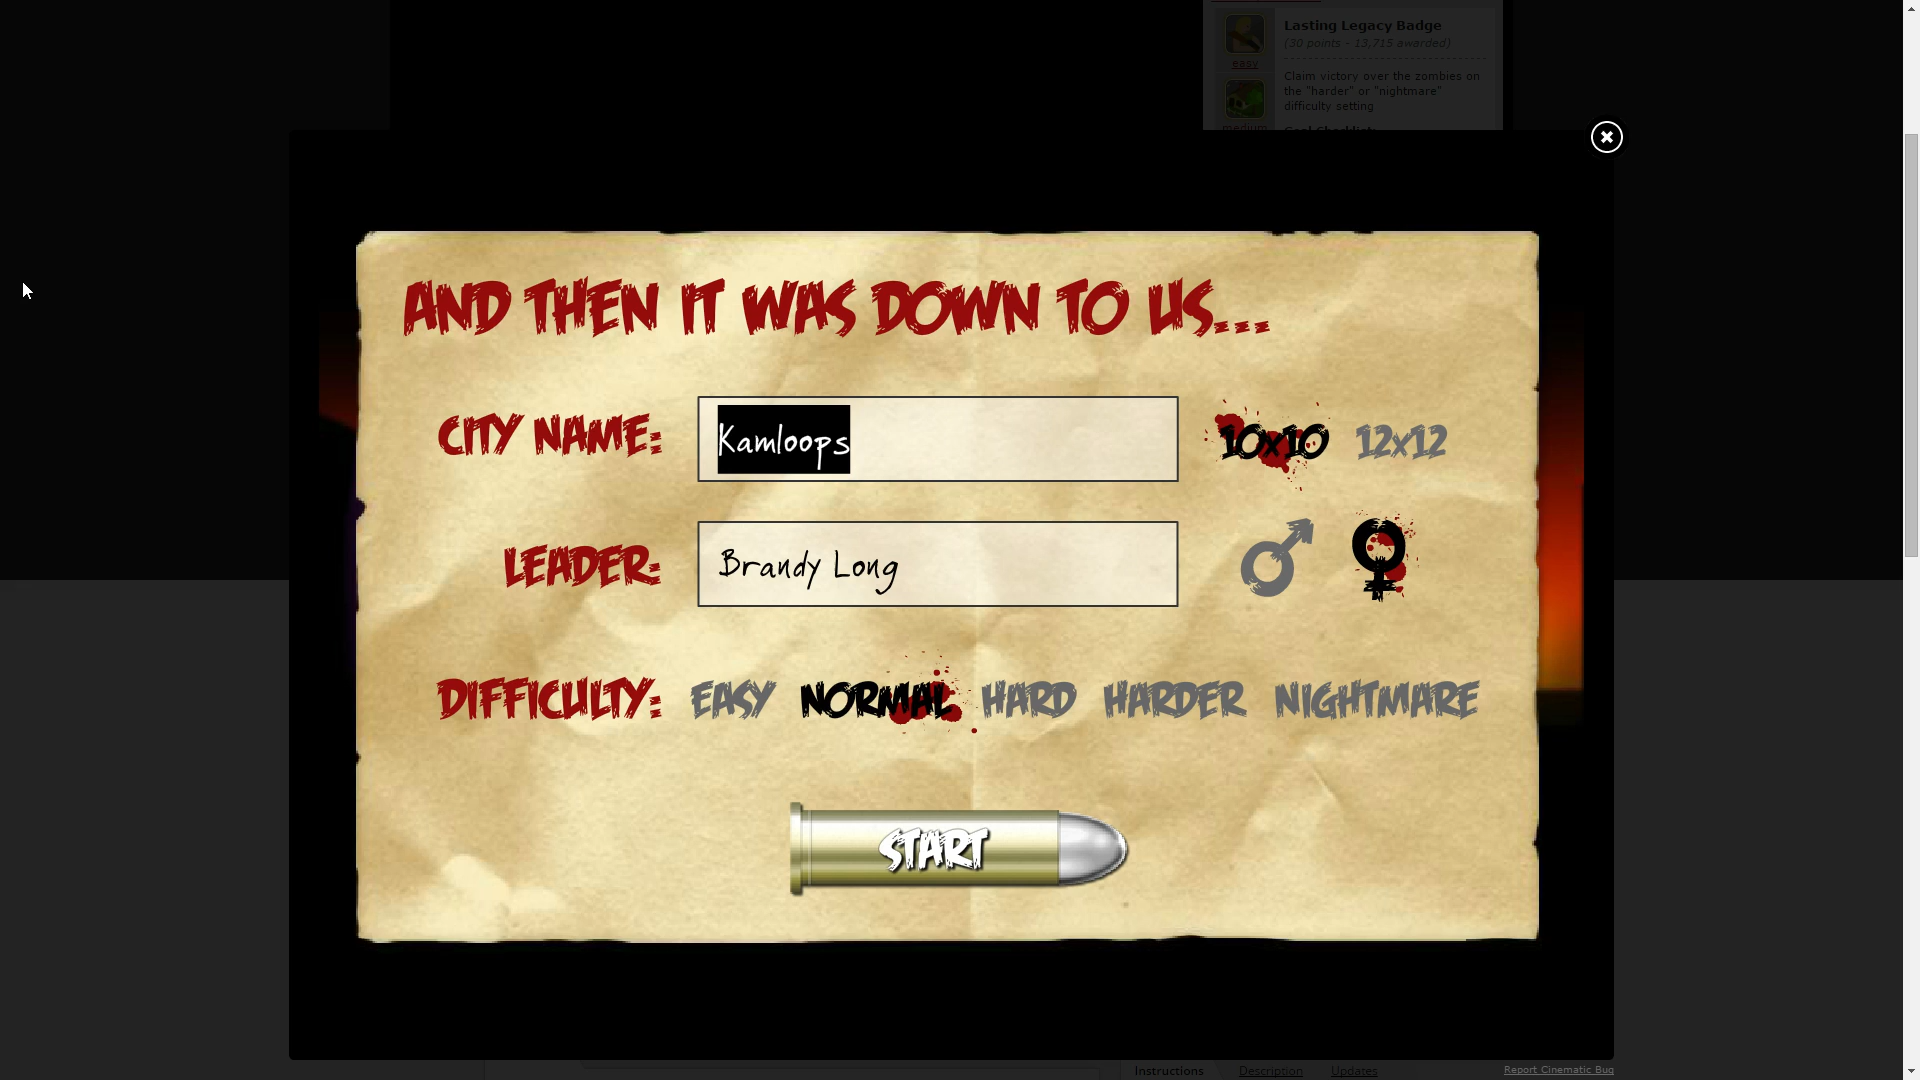 Lasting Legacy Badge
(30 points - 13,715 awarded)
easy
Claim victory over the zombies on
the "harder" or "nightmare"
difficulty setting
medium
AND THEN IT WAS DOWN TO US...
CITY NAME: Kamloops 10x10 12x12
LEADER: Brandy Long
DIFFICULTY: EASY NORMAL HARD HARDER NIGHTMARE
START
Instructions Description Updates Report Cinematic Bug